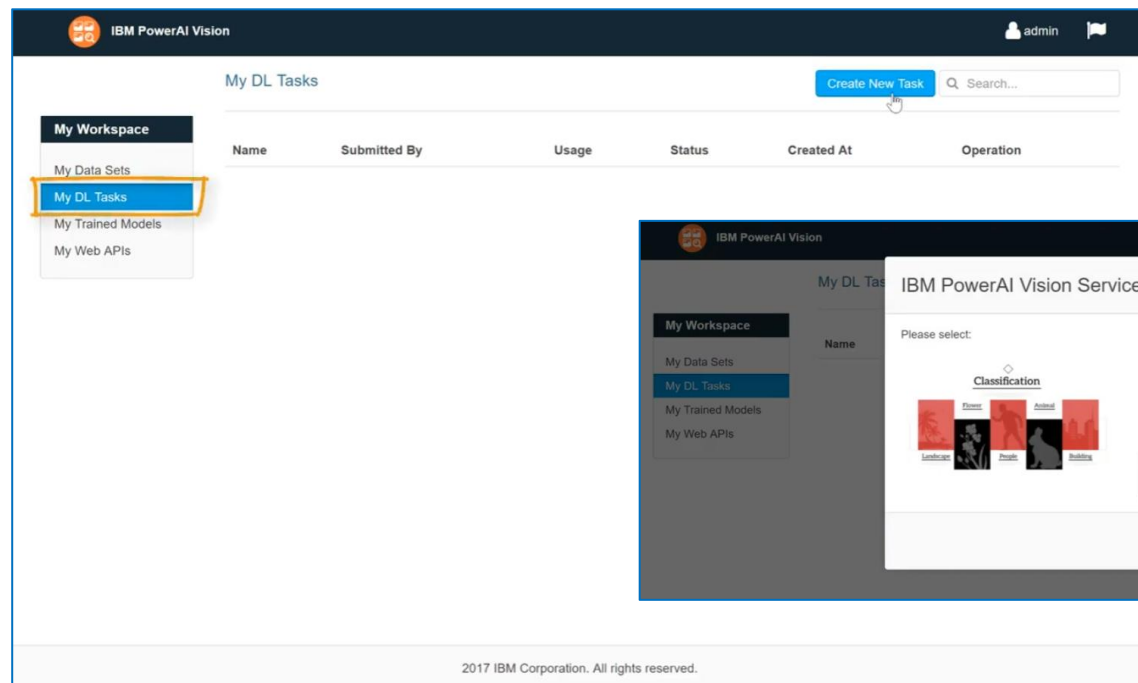 IBM PowerAI Vision
admin
My DL Tasks
Create New Task
Search...
My Workspace
My Data Sets
My DL Tasks
My Trained Models
My Web APIs
Name Submitted By Usage Status Created At Operation
IBM PowerAI Vision
My DL Tas
My Workspace
My Data Sets
My DL Tasks
My Trained Models
My Web APIs
Name
IBM PowerAI Vision Service
Please select:
Classification
Flower Animal
Landscape People Building
2017 IBM Corporation. All rights reserved.